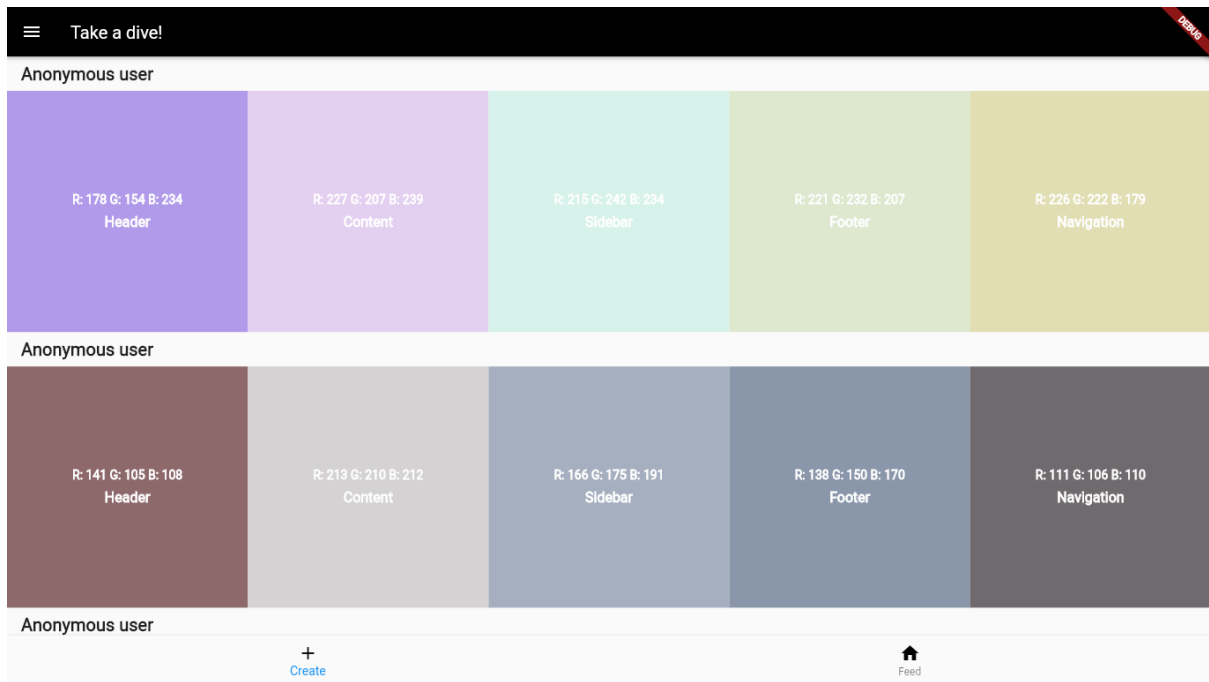 Take a dive!
DEBUG
Anonymous user
R: 178 G: 154 B: 234
Header
R: 227 G: 207 B: 239
Content
R: 215 G: 242 B: 234
Sidebar
R: 221 G: 232 B: 207
Footer
R: 226 G: 222 B: 179
Navigation
Anonymous user
R: 141 G: 105 B: 108
Header
R: 213 G: 210 B: 212
Content
R: 166 G: 175 B: 191
Sidebar
R: 138 G: 150 B: 170
Footer
R: 111 G: 106 B: 110
Navigation
Anonymous user
Create
Feed